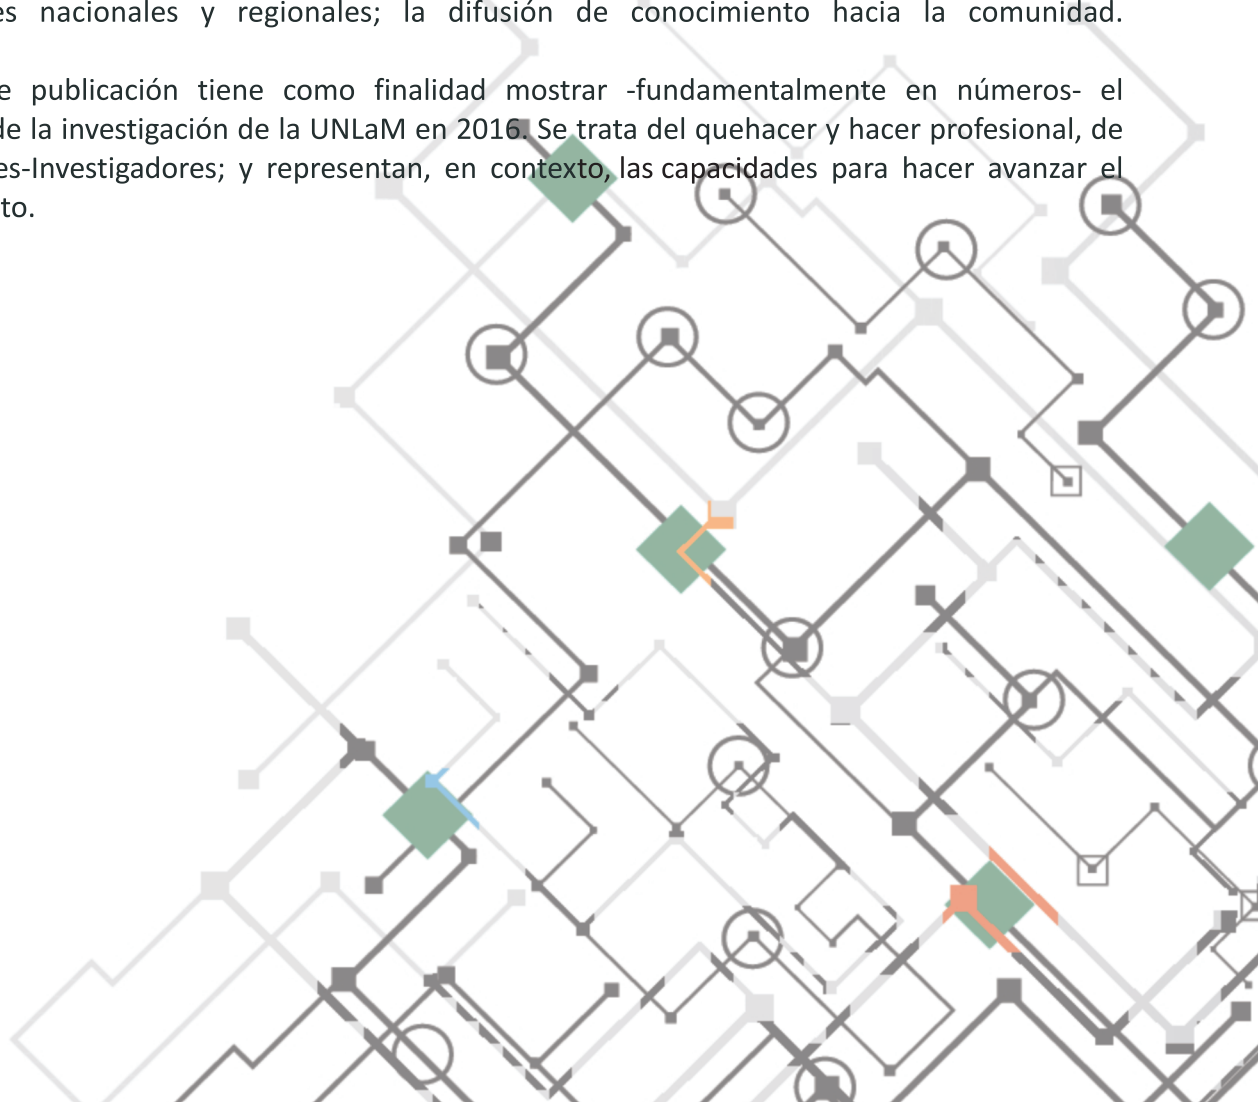 nacionales y regionales; la difusión de conocimiento hacia la comunidad.
publicación tiene como finalidad mostrar -fundamentalmente en números- el
de la investigación de la UNLaM en 2016. Se trata del quehacer y hacer profesional, de
es-Investigadores; y representan, en contexto, las capacidades para hacer avanzar el
to.